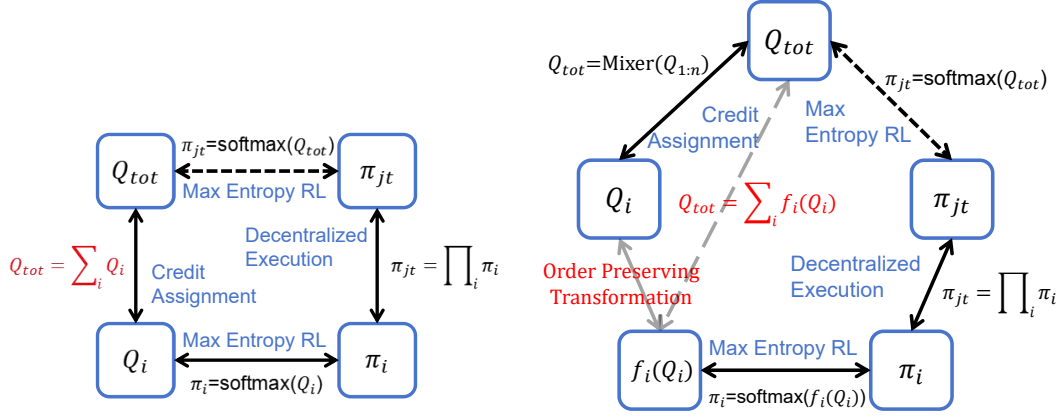 π_jt=softmax(Q_tot)
Q_tot
π_jt
Max Entropy RL
Decentralized
Execution
Q_tot = ∑_i Q_i
π_jt = ∏_i π_i
Credit
Assignment
Max Entropy RL
Q_i
π_i
π_i=softmax(Q_i)
Q_tot
Q_tot=Mixer(Q_1:n)
π_jt=softmax(Q_tot)
Credit
Assignment
Max
Entropy RL
Q_i
Q_tot = ∑_i f_i(Q_i)
π_jt
Order Preserving
Transformation
Decentralized
Execution
π_jt = ∏_i π_i
Max Entropy RL
f_i(Q_i)
π_i
π_i=softmax(f_i(Q_i))